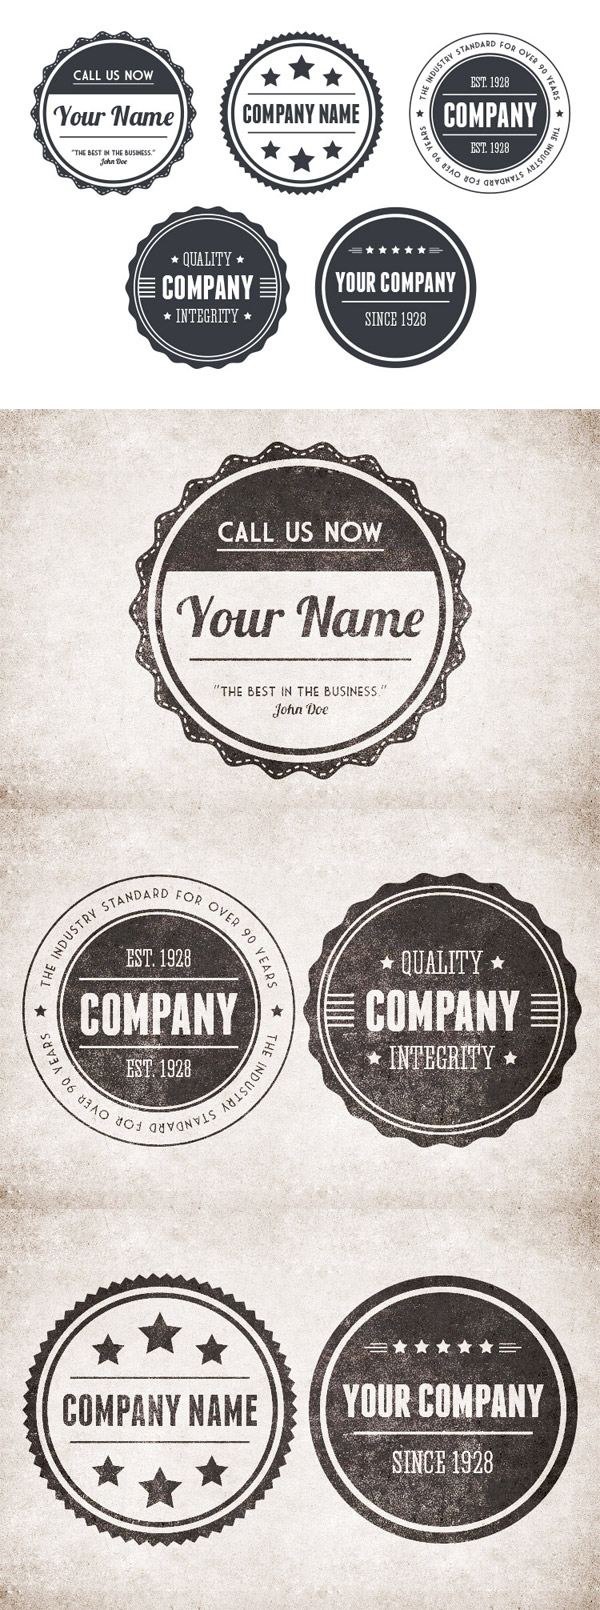 CALL US NOW
Your Name
"THE BEST IN THE BUSINESS."
John Doe
COMPANY NAME
THE INDUSTRY STANDARD FOR OVER 90 YEARS
EST. 1928
COMPANY
EST. 1928
THE INDUSTRY STANDARD FOR OVER 90 YEARS
QUALITY
COMPANY
INTEGRITY
YOUR COMPANY
SINCE 1928
CALL US NOW
Your Name
"THE BEST IN THE BUSINESS."
John Doe
THE INDUSTRY STANDARD FOR OVER 90 YEARS
EST. 1928
COMPANY
EST. 1928
THE INDUSTRY STANDARD FOR OVER 90 YEARS
QUALITY
COMPANY
INTEGRITY
COMPANY NAME
YOUR COMPANY
SINCE 1928